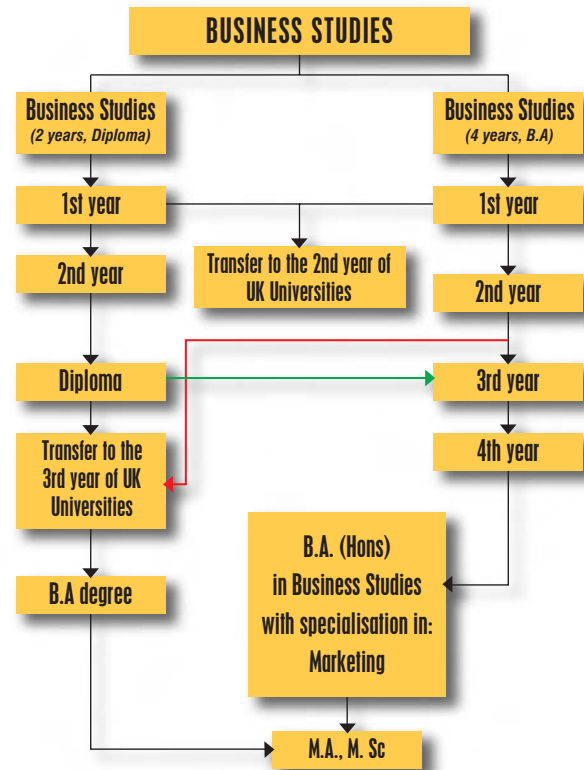 BUSINESS STUDIES
Business Studies
(2 years, Diploma)
Business Studies
(4 years, B.A)
1st year
1st year
2nd year
Transfer to the 2nd year of
UK Universities
2nd year
Diploma
3rd year
Transfer to the
3rd year of UK
Universities
4th year
B.A. (Hons)
in Business Studies
with specialisation in:
Marketing
B.A degree
M.A., M. Sc